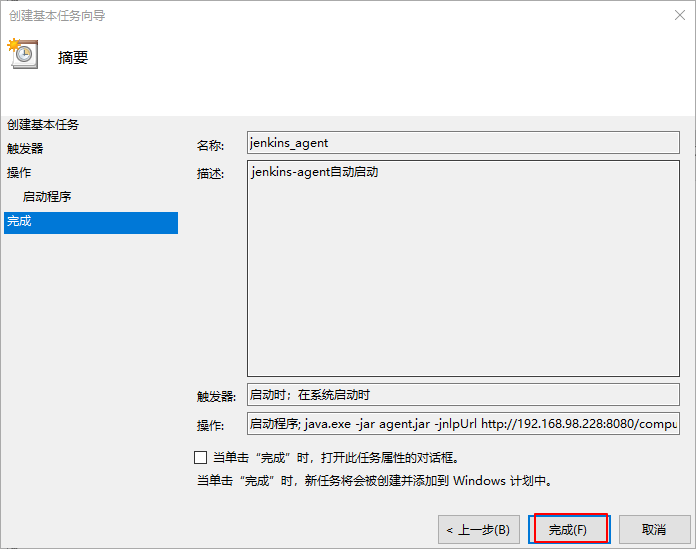 创建基本任务向导
摘要
创建基本任务
触发器
操作
启动程序
完成
名称: jenkins_agent
描述: jenkins-agent自动启动
触发器: 启动时；在系统启动时
操作: 启动程序; java.exe -jar agent.jar -jnlpUrl http://192.168.98.228:8080/compu
当单击“完成”时，打开此任务属性的对话框。
当单击“完成”时，新任务将会被创建并添加到 Windows 计划中。
< 上一步(B) 完成(F) 取消